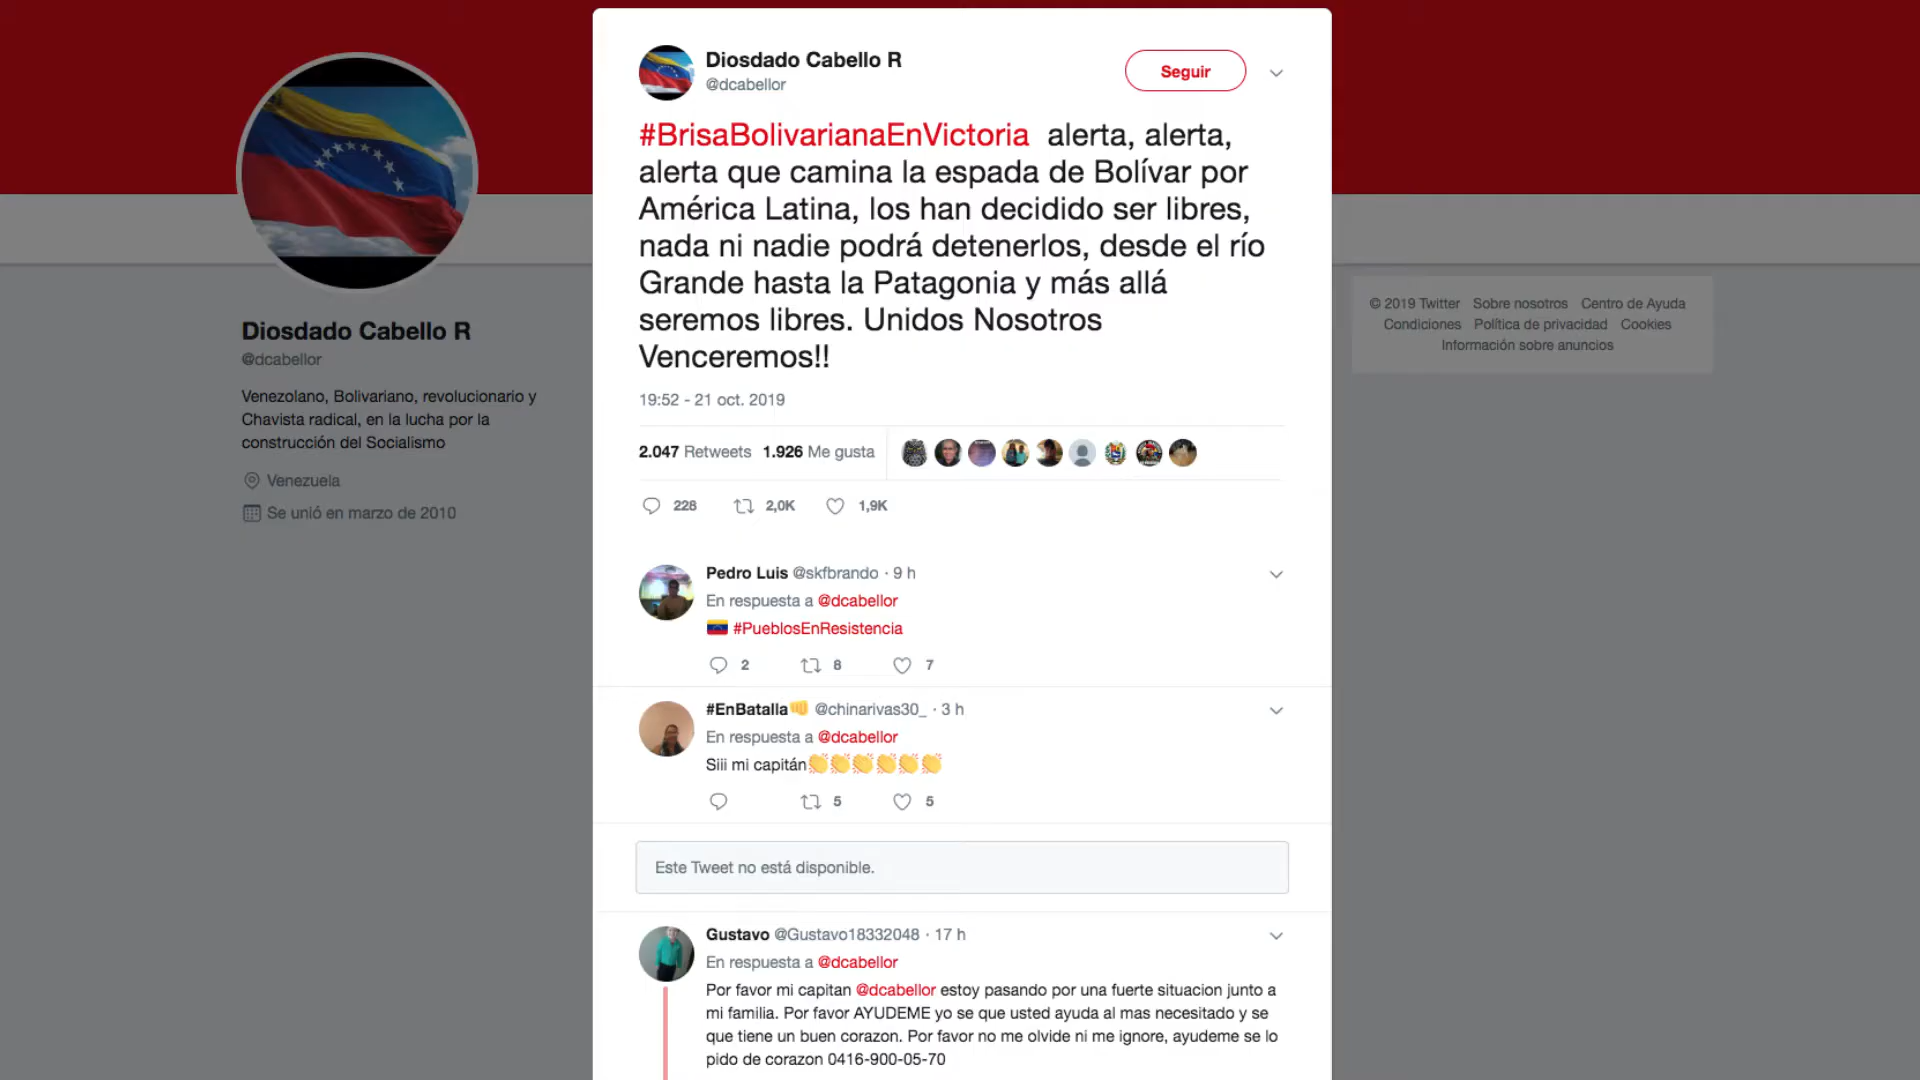 Diosdado Cabello R
@dcabellor
Venezolano, Bolivariano, revolucionario y
Chavista radical, en la lucha por la
construcción del Socialismo
Venezuela
Se unió en marzo de 2010
Diosdado Cabello R
@dcabellor
Seguir
#BrisaBolivarianaEnVictoria alerta, alerta,
alerta que camina la espada de Bolívar por
América Latina, los han decidido ser libres,
nada ni nadie podrá detenerlos, desde el río
Grande hasta la Patagonia y más allá
seremos libres. Unidos Nosotros
Venceremos!!
19:52 - 21 oct. 2019
2.047 Retweets 1.926 Me gusta
228 2,0K 1,9K
Pedro Luis @skfbrando · 9 h
En respuesta a @dcabellor
🇻🇪 #PueblosEnResistencia
2 8 7
#EnBatalla👊 @chinarivas30_ · 3 h
En respuesta a @dcabellor
Siii mi capitán👏👏👏👏👏👏
5 5
Este Tweet no está disponible.
Gustavo @Gustavo18332048 · 17 h
En respuesta a @dcabellor
Por favor mi capitan @dcabellor estoy pasando por una fuerte situacion junto a
mi familia. Por favor AYUDEME yo se que usted ayuda al mas necesitado y se
que tiene un buen corazon. Por favor no me olvide ni me ignore, ayudeme se lo
pido de corazon 0416-900-05-70
© 2019 Twitter Sobre nosotros Centro de Ayuda
Condiciones Política de privacidad Cookies
Información sobre anuncios